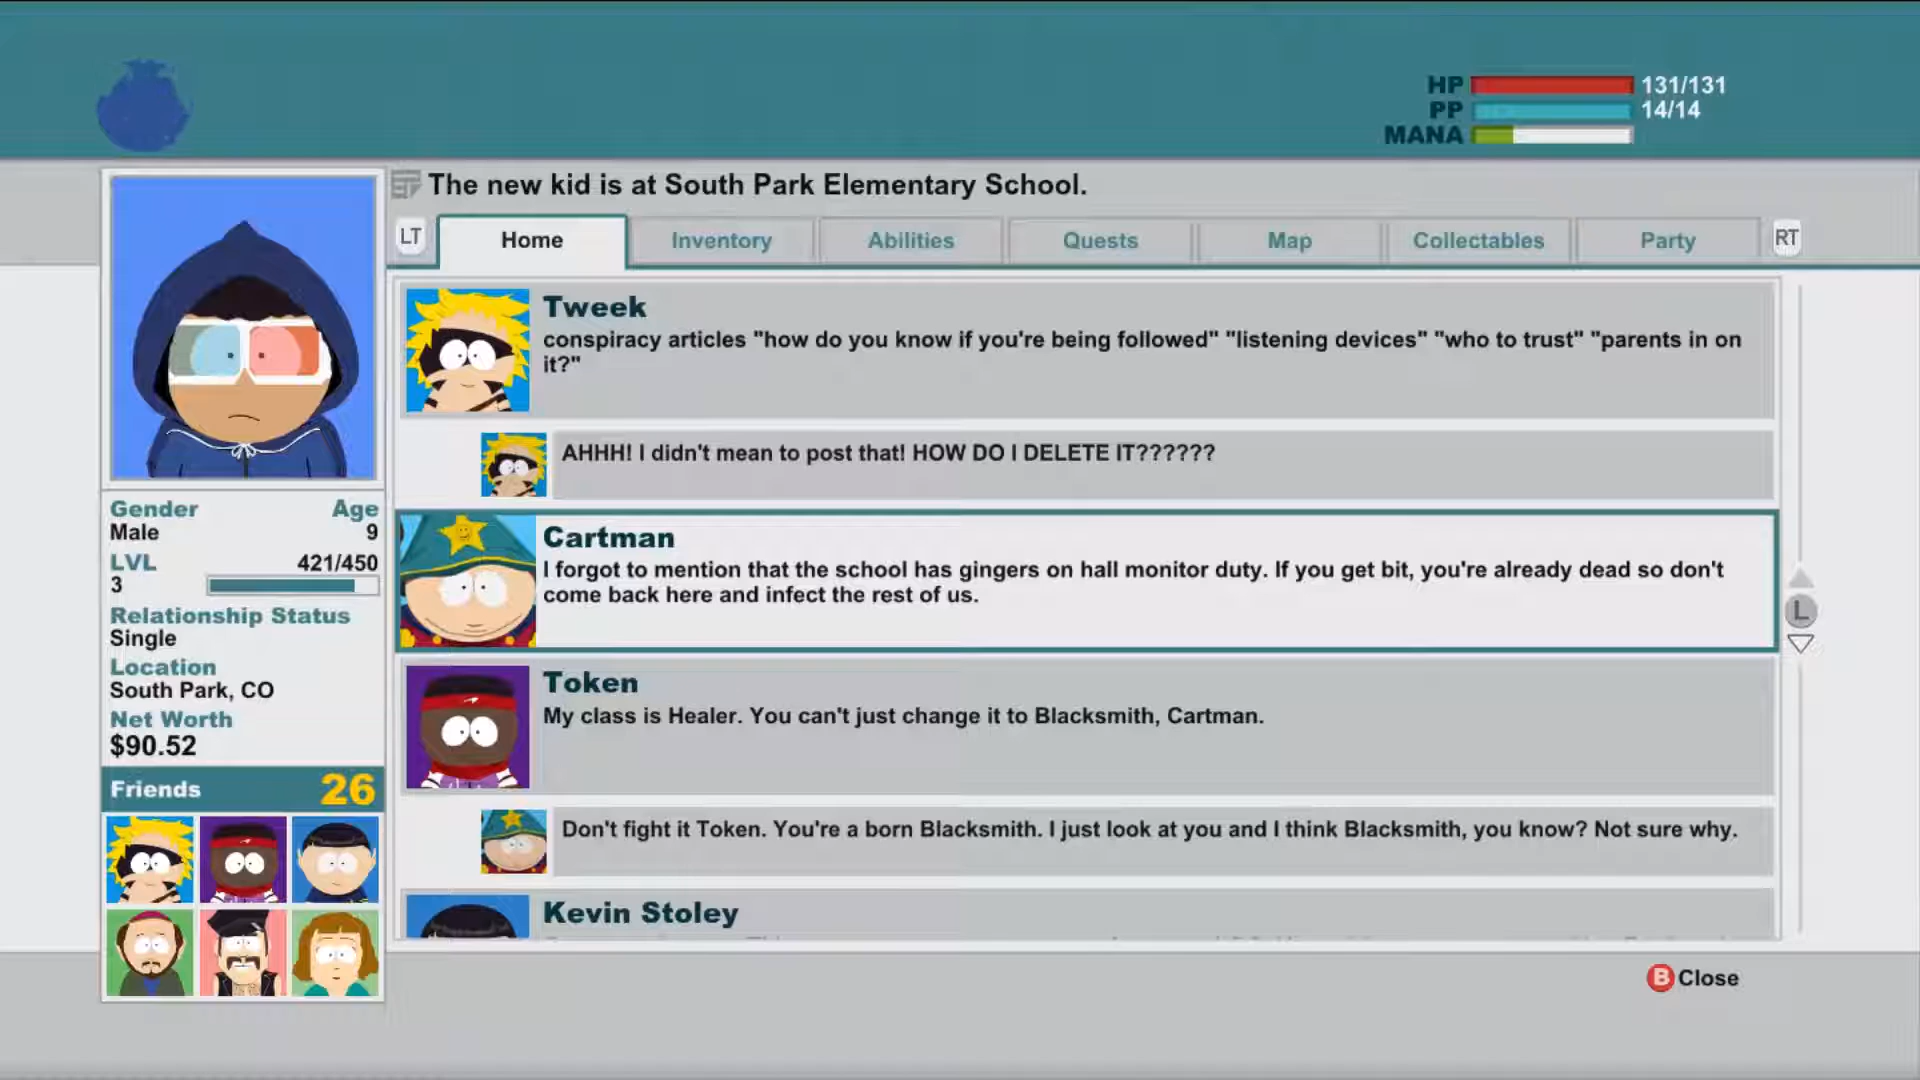 HP 131/131
PP 14/14
MANA
The new kid is at South Park Elementary School.
LT Home Inventory Abilities Quests Map Collectables Party RT
Gender Age
Male 9
LVL 421/450
3
Relationship Status
Single
Location
South Park, CO
Net Worth
$90.52
Friends 26
Tweek
conspiracy articles "how do you know if you're being followed" "listening devices" "who to trust" "parents in on
it?"
AHHH! I didn't mean to post that! HOW DO I DELETE IT??????
Cartman
I forgot to mention that the school has gingers on hall monitor duty. If you get bit, you're already dead so don't
come back here and infect the rest of us.
L
Token
My class is Healer. You can't just change it to Blacksmith, Cartman.
Don't fight it Token. You're a born Blacksmith. I just look at you and I think Blacksmith, you know? Not sure why.
Kevin Stoley
B Close